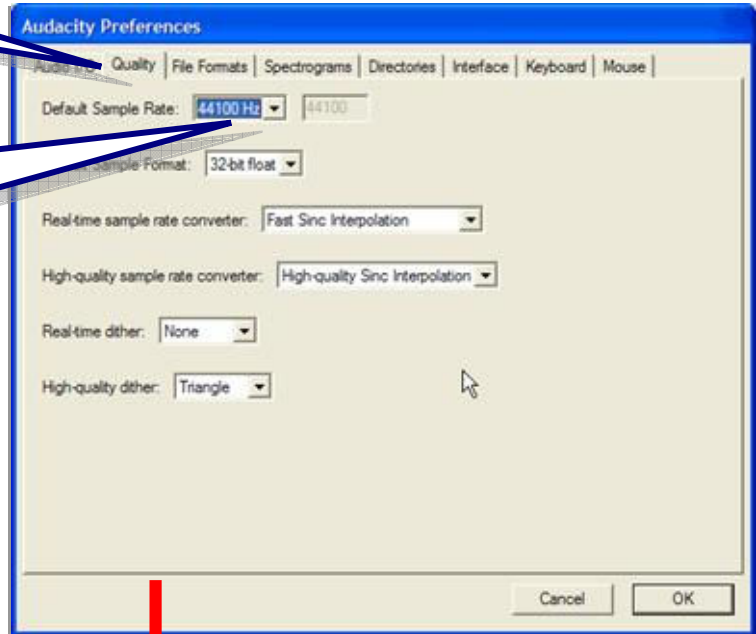 Audacity Preferences
Audio I/O Quality File Formats Spectrograms Directories Interface Keyboard Mouse
Default Sample Rate: 44100 Hz 44100
Sample Format: 32-bit float
Real-time sample rate converter: Fast Sinc Interpolation
High-quality sample rate converter: High-quality Sinc Interpolation
Real-time dither: None
High-quality dither: Triangle
Cancel OK